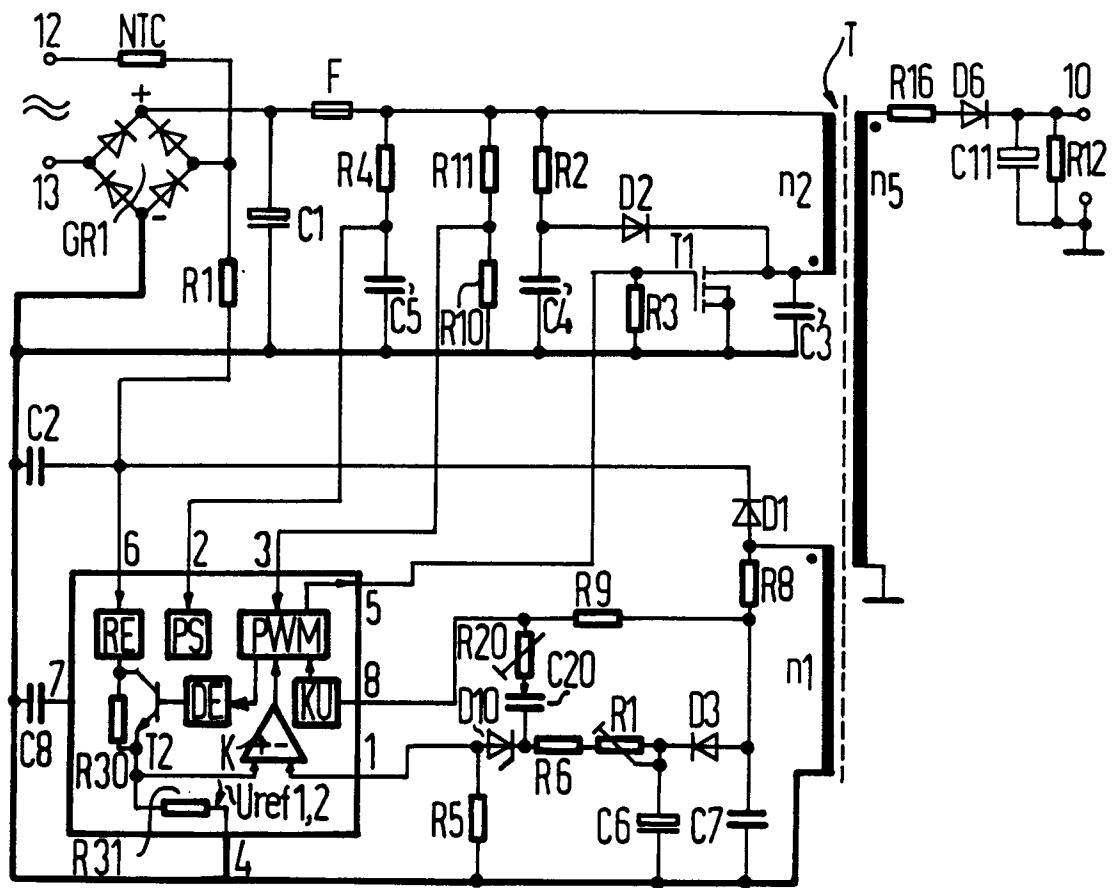 12 NTC
T
F
R16 D6 10
+
13
GR1
-
R4 R11 R2
n2 n5
C11 R12
D2
C1
R1
T1
C5 R10 C4 R3 C3
C2
6 2 3
5
D1
R8
R9
RE PS PWM
R20
C20
7
DE KU 8
n1
C8
D10 R1 D3
T2 K + - 1
R30
R6
Uref1,2
R5 C6 C7
R31 4